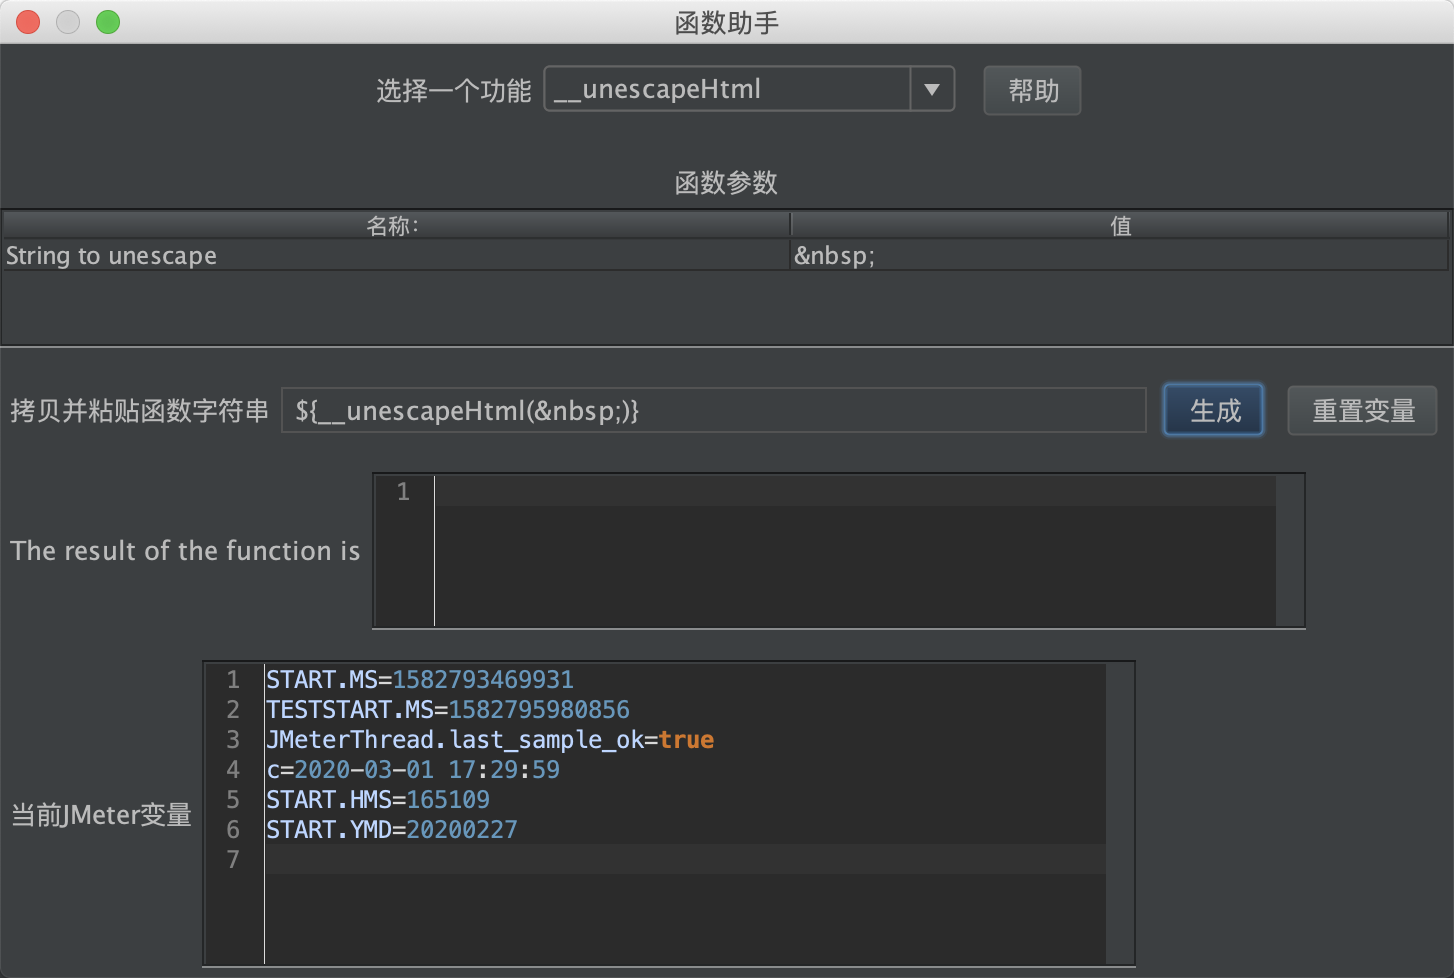 函数助手
选择一个功能 __unescapeHtml 帮助
函数参数
名称: 值
String to unescape &nbsp;
拷贝并粘贴函数字符串 ${__unescapeHtml(&nbsp;)} 生成 重置变量
1
The result of the function is
1 START.MS=1582793469931
2 TESTSTART.MS=1582795980856
3 JMeterThread.last_sample_ok=true
4 c=2020-03-01 17:29:59
5 START.HMS=165109
当前JMeter变量
6 START.YMD=20200227
7